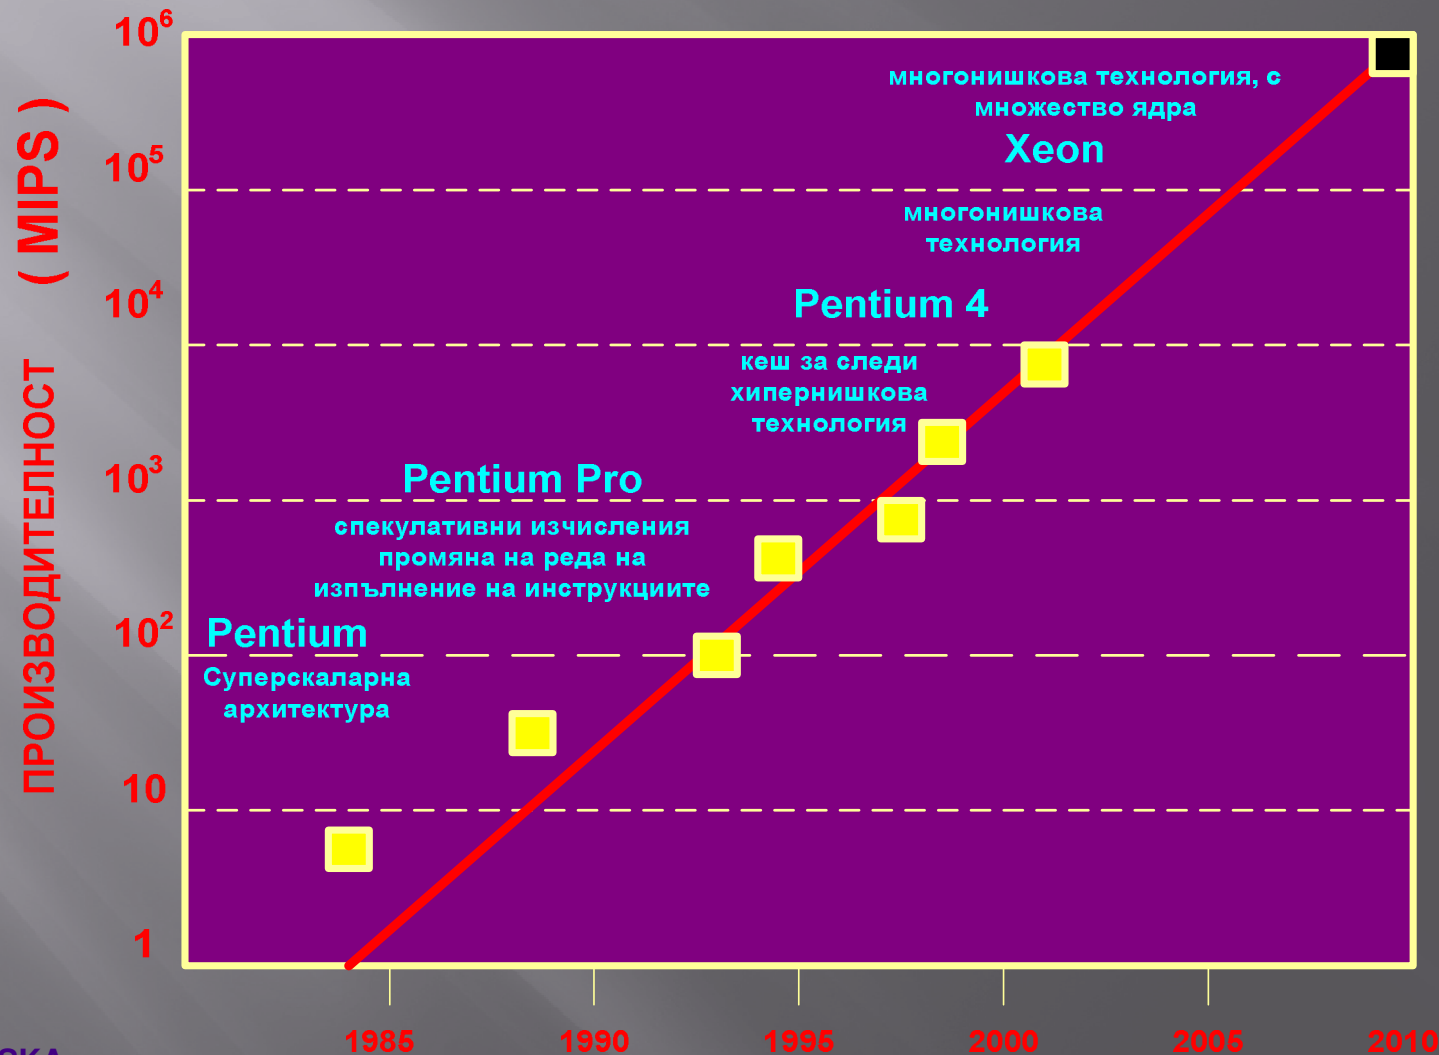 10⁶
многонишкова технология, с
множество ядра
Xeon
10⁵
многонишкова
технология
10⁴
Pentium 4
кеш за следи
хипернишкова
технология
10³
Pentium Pro
спекулативни изчисления
промяна на реда на
изпълнение на инструкциите
10²
Pentium
Суперскаларна
архитектура
10
1
ПРОИЗВОДИТЕЛНОСТ ( MIPS )
1985 1990 1995 2000 2005 2010